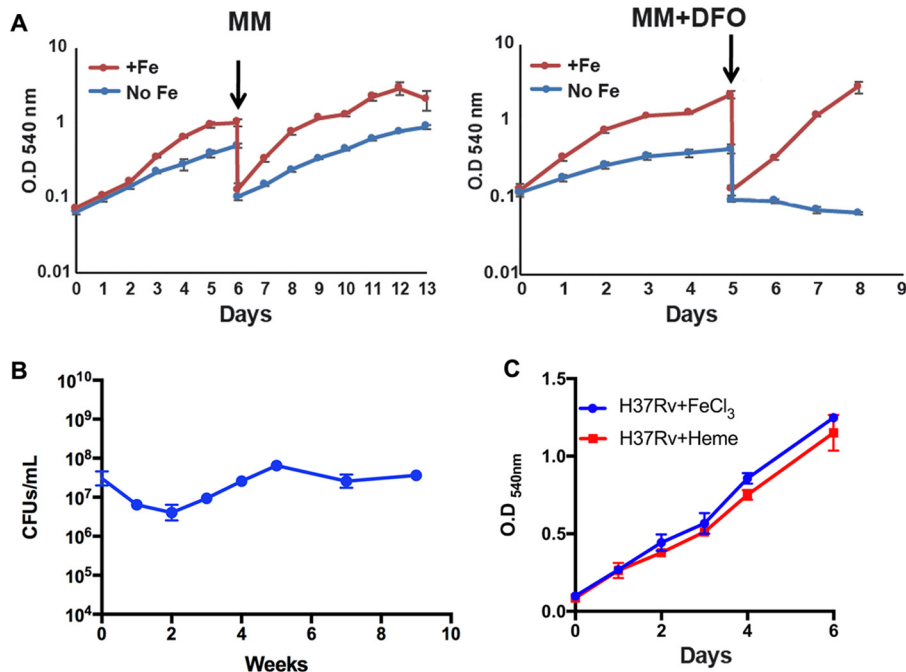 A
MM
MM+DFO
O.D 540 nm
10
1
0.1
0.01
+Fe
No Fe
0 1 2 3 4 5 6 7 8 9 10 11 12 13
Days
O.D 540 nm
10
1
0.1
0.01
+Fe
No Fe
0 1 2 3 4 5 6 7 8 9
Days
B
CFUs/mL
10¹⁰
10⁹
10⁸
10⁷
10⁶
10⁵
10⁴
0 2 4 6 8 10
Weeks
C
O.D 540nm
1.5
1.0
0.5
0.0
H37Rv+FeCl₃
H37Rv+Heme
0 2 4 6
Days